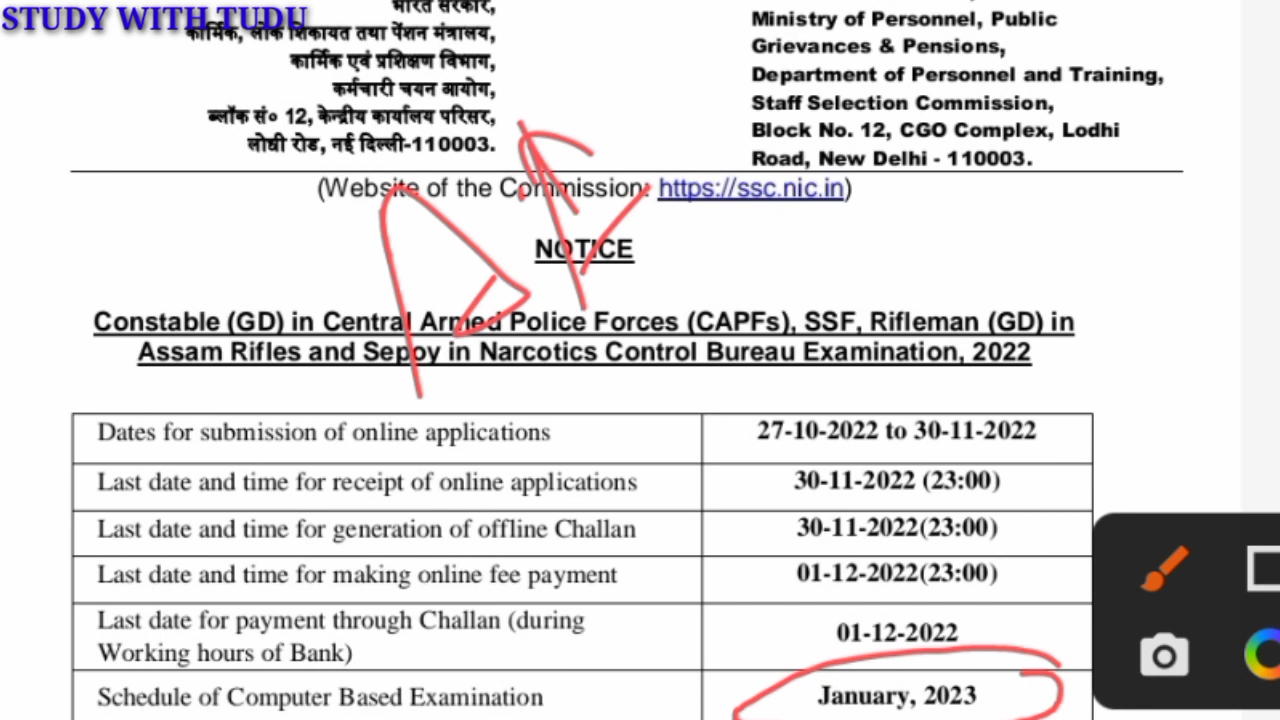 STUDY WITH TUDU
भारत सरकार,
कार्मिक, लोक शिकायत तथा पेंशन मंत्रालय,
कार्मिक एवं प्रशिक्षण विभाग,
कर्मचारी चयन आयोग,
ब्लॉक सं० 12, केन्द्रीय कार्यालय परिसर,
लोधी रोड, नई दिल्ली-110003.
Ministry of Personnel, Public
Grievances & Pensions,
Department of Personnel and Training,
Staff Selection Commission,
Block No. 12, CGO Complex, Lodhi
Road, New Delhi - 110003.
(Website of the Commission: https://ssc.nic.in)
NOTICE
Constable (GD) in Central Armed Police Forces (CAPFs), SSF, Rifleman (GD) in
Assam Rifles and Sepoy in Narcotics Control Bureau Examination, 2022
Dates for submission of online applications 27-10-2022 to 30-11-2022
Last date and time for receipt of online applications 30-11-2022 (23:00)
Last date and time for generation of offline Challan 30-11-2022(23:00)
Last date and time for making online fee payment 01-12-2022(23:00)
Last date for payment through Challan (during
Working hours of Bank) 01-12-2022
Schedule of Computer Based Examination January, 2023